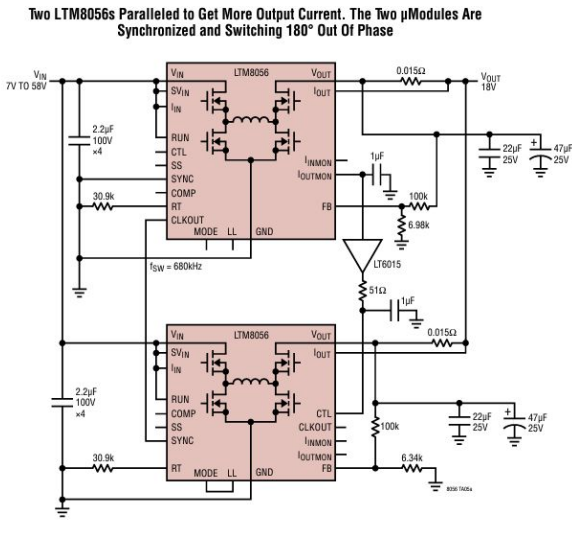 Two LTM8056s Paralleled to Get More Output Current. The Two µModules Are
Synchronized and Switching 180° Out Of Phase
VIN
7V TO 58V
VIN
LTM8056
VOUT
0.015Ω
VOUT
18V
SVIN
IOUT
IIN
2.2µF
100V
×4
RUN
CTL
SS
SYNC
COMP
30.9k
RT
CLKOUT
MODE
LL
GND
IINMON
IOUTMON
1µF
FB
100k
6.98k
22µF
25V
+
47µF
25V
fSW = 680kHz
LT6015
51Ω
1µF
VIN
LTM8056
VOUT
0.015Ω
SVIN
IOUT
IIN
2.2µF
100V
×4
RUN
COMP
SS
SYNC
30.9k
RT
MODE
LL
GND
CTL
CLKOUT
IINMON
IOUTMON
FB
100k
6.34k
22µF
25V
+
47µF
25V
8056 TA05a